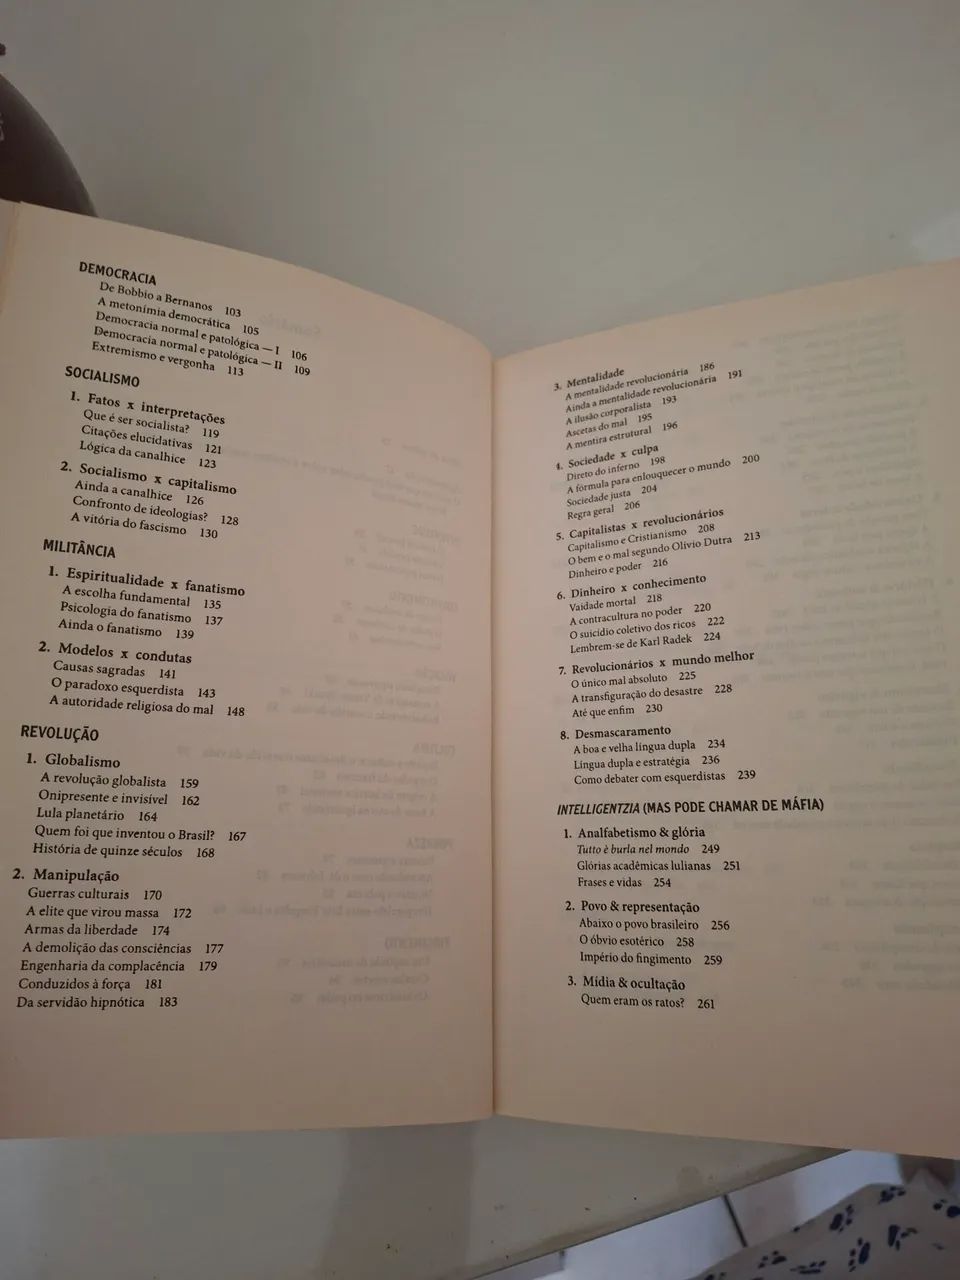 DEMOCRACIA
De Bobbio a Bernanos 103
A metonímia democrática 105
Democracia normal e patológica — I 106
Democracia normal e patológica — II 109
Extremismo e vergonha 113
SOCIALISMO
1. Fatos x interpretações
Que é ser socialista? 119
Citações elucidativas 121
Lógica da canalhice 123
2. Socialismo x capitalismo
Ainda a canalhice 126
Confronto de ideologias? 128
A vitória do fascismo 130
MILITÂNCIA
1. Espiritualidade x fanatismo
A escolha fundamental 135
Psicologia do fanatismo 137
Ainda o fanatismo 139
2. Modelos x condutas
Causas sagradas 141
O paradoxo esquerdista 143
A autoridade religiosa do mal 148
REVOLUÇÃO
1. Globalismo
A revolução globalista 159
Onipresente e invisível 162
Lula planetário 164
Quem foi que inventou o Brasil? 167
História de quinze séculos 168
2. Manipulação
Guerras culturais 170
A elite que virou massa 172
Armas da liberdade 174
A demolição das consciências 177
Engenharia da complacência 179
Conduzidos à força 181
Da servidão hipnótica 183
3. Mentalidade
A mentalidade revolucionária 186
Ainda a mentalidade revolucionária 191
A ilusão corporalista 193
Ascetas do mal 195
A mentira estrutural 196
4. Sociedade x culpa
Direto do inferno 198
A fórmula para enlouquecer o mundo 200
Sociedade justa 204
Regra geral 206
5. Capitalistas x revolucionários
Capitalismo e Cristianismo 208
O bem e o mal segundo Olívio Dutra 213
Dinheiro e poder 216
6. Dinheiro x conhecimento
Vaidade mortal 218
A contracultura no poder 220
O suicídio coletivo dos ricos 222
Lembrem-se de Karl Radek 224
7. Revolucionários x mundo melhor
O único mal absoluto 225
A transfiguração do desastre 228
Até que enfim 230
8. Desmascaramento
A boa e velha língua dupla 234
Língua dupla e estratégia 236
Como debater com esquerdistas 239
INTELLIGENTZIA (MAS PODE CHAMAR DE MÁFIA)
1. Analfabetismo & glória
Tutto è burla nel mondo 249
Glórias acadêmicas lulianas 251
Frases e vidas 254
2. Povo & representação
Abaixo o povo brasileiro 256
O óbvio esotérico 258
Império do fingimento 259
3. Mídia & ocultação
Quem eram os ratos? 261